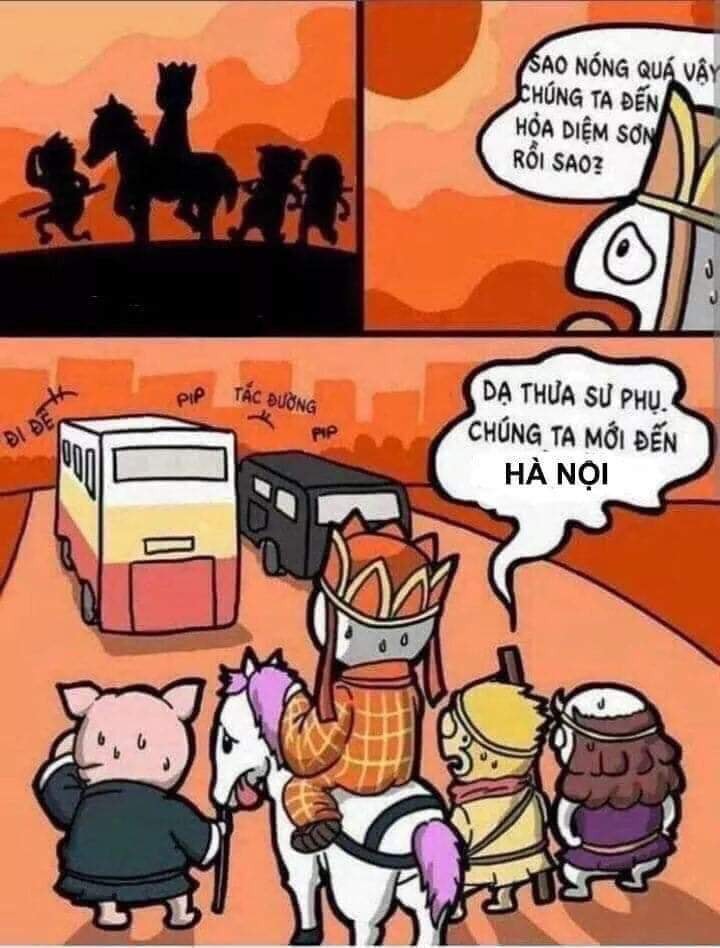 SAO NÓNG QUÁ VẬY
CHÚNG TA ĐẾN
HỎA DIỆM SƠN
RỒI SAO?
ĐI ĐÊ
PIP
TẮC ĐƯỜNG
PIP
DẠ THƯA SƯ PHỤ.
CHÚNG TA MỚI ĐẾN
HÀ NỘI